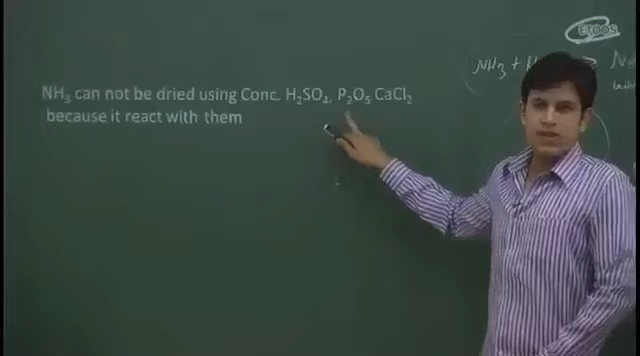 ETOOS
NH₃ + H
NH₃ can not be dried using Conc. H₂SO₄, P₂O₅ CaCl₂
because it react with them